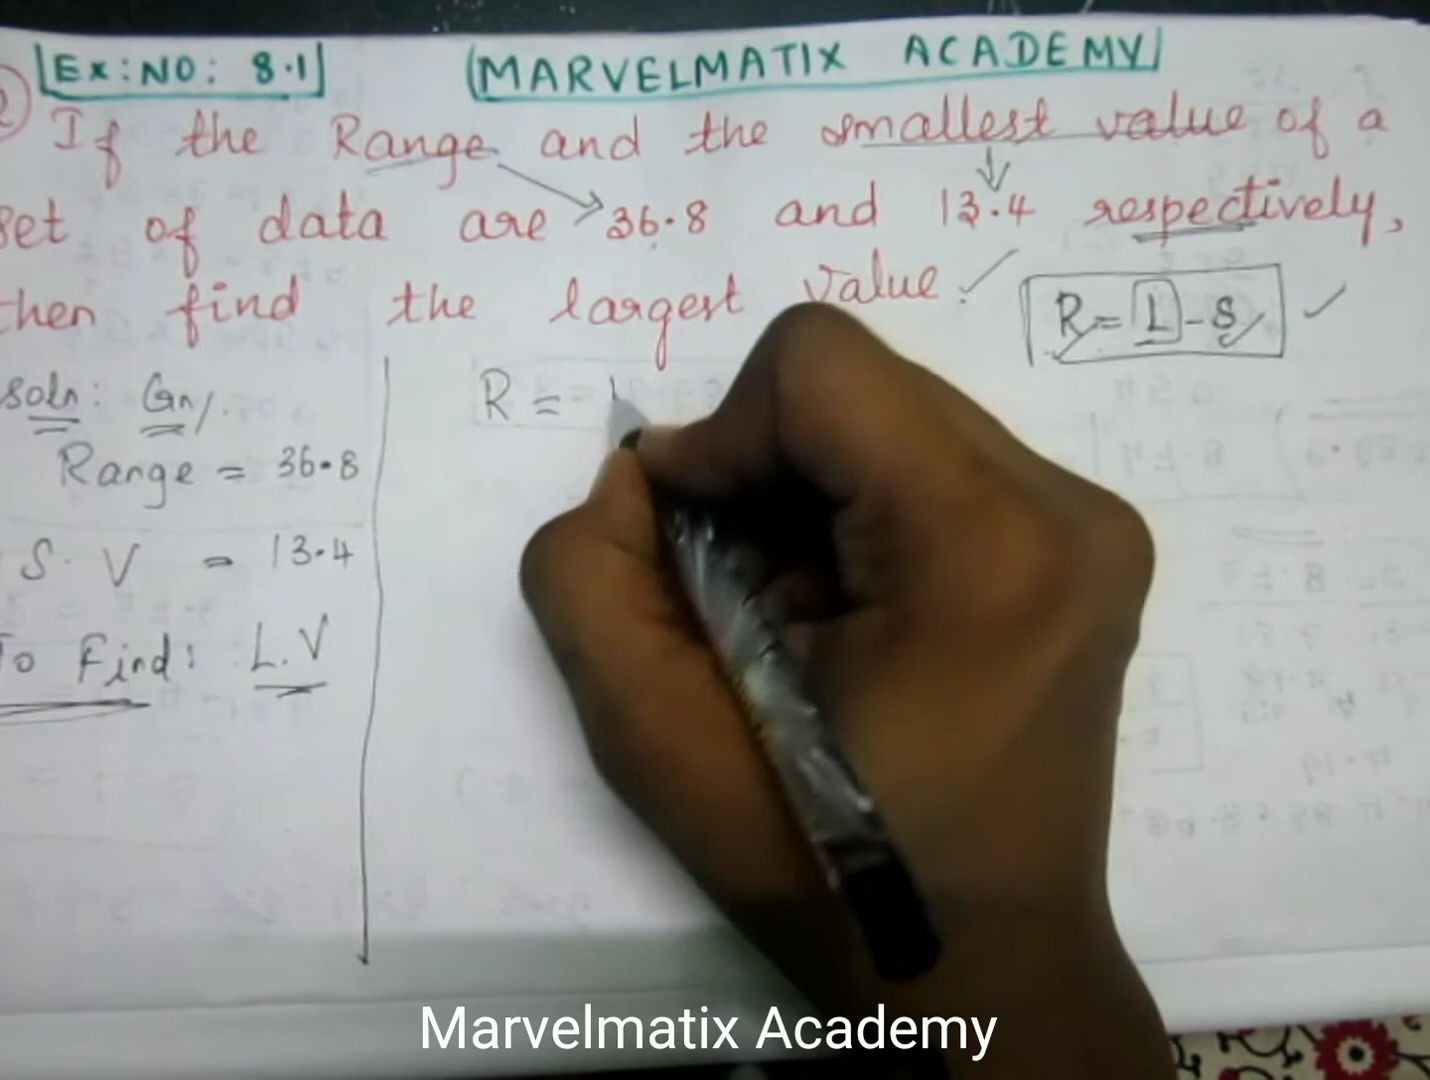 Ex: NO: 8.1 MARVELMATIX ACADEMY
2) If the Range and the smallest value of a
set of data are 36.8 and 13.4 respectively,
then find the largest value.
R = L - S
soln: Gn/.
Range = 36.8
S. V = 13.4
To Find: L.V
R =
Marvelmatix Academy